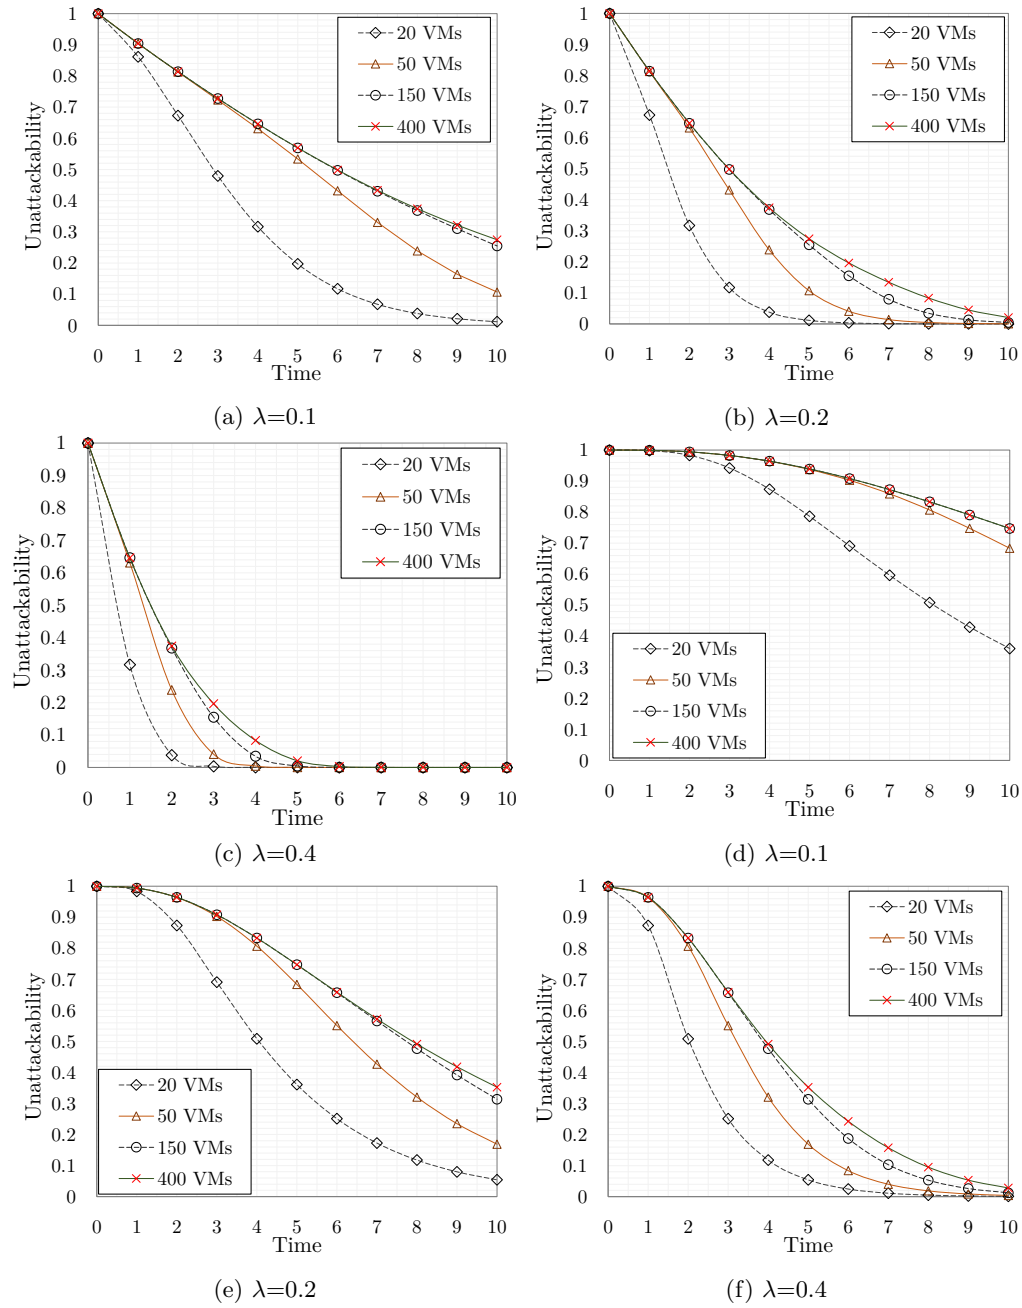 1
0.9
0.8
0.7
0.6
0.5
0.4
0.3
0.2
0.1
0
Unattackability
20 VMs
50 VMs
150 VMs
400 VMs
0 1 2 3 4 5 6 7 8 9 10
Time
(a) λ=0.1
1
0.9
0.8
0.7
0.6
0.5
0.4
0.3
0.2
0.1
0
Unattackability
20 VMs
50 VMs
150 VMs
400 VMs
0 1 2 3 4 5 6 7 8 9 10
Time
(b) λ=0.2
1
0.9
0.8
0.7
0.6
0.5
0.4
0.3
0.2
0.1
0
Unattackability
20 VMs
50 VMs
150 VMs
400 VMs
0 1 2 3 4 5 6 7 8 9 10
Time
(c) λ=0.4
1
0.9
0.8
0.7
0.6
0.5
0.4
0.3
0.2
0.1
0
Unattackability
20 VMs
50 VMs
150 VMs
400 VMs
0 1 2 3 4 5 6 7 8 9 10
Time
(d) λ=0.1
1
0.9
0.8
0.7
0.6
0.5
0.4
0.3
0.2
0.1
0
Unattackability
20 VMs
50 VMs
150 VMs
400 VMs
0 1 2 3 4 5 6 7 8 9 10
Time
(e) λ=0.2
1
0.9
0.8
0.7
0.6
0.5
0.4
0.3
0.2
0.1
0
Unattackability
20 VMs
50 VMs
150 VMs
400 VMs
0 1 2 3 4 5 6 7 8 9 10
Time
(f) λ=0.4